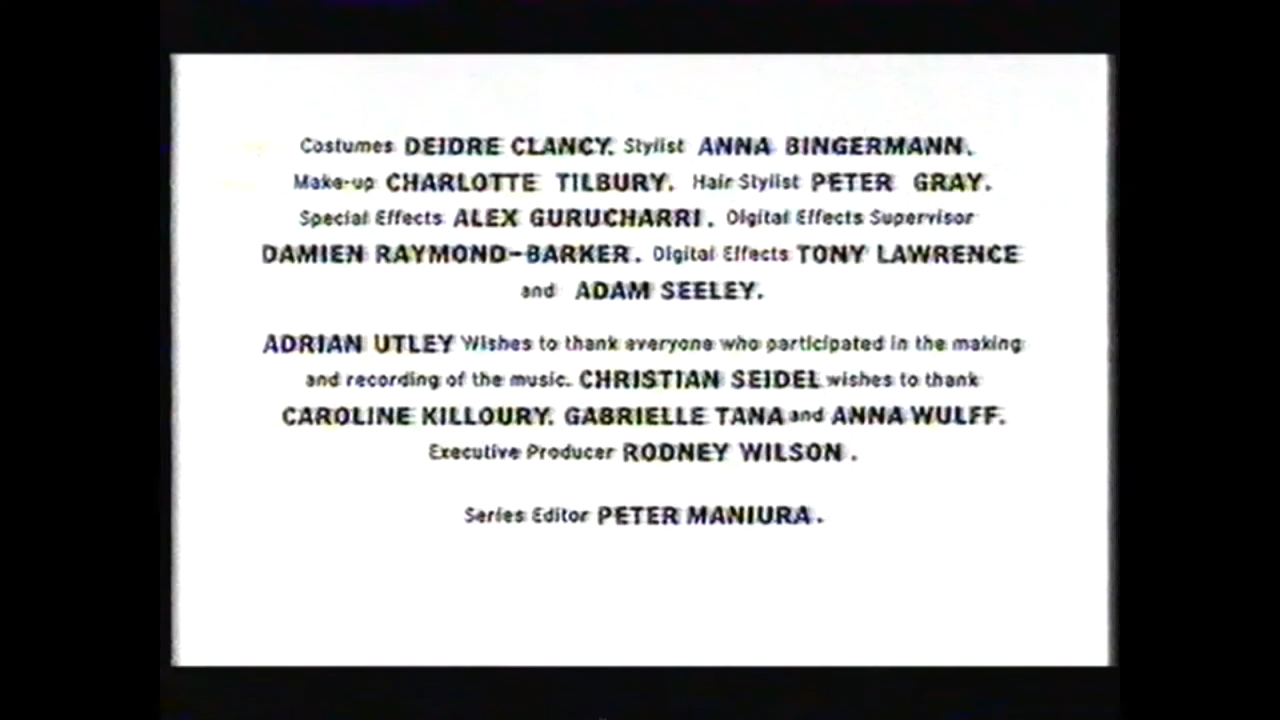 Costumes DEIDRE CLANCY. Stylist ANNA BINGERMANN.
Make-up CHARLOTTE TILBURY. Hair Stylist PETER GRAY.
Special Effects ALEX GURUCHARRI. Digital Effects Supervisor
DAMIEN RAYMOND-BARKER. Digital Effects TONY LAWRENCE
and ADAM SEELEY.
ADRIAN UTLEY Wishes to thank everyone who participated in the making
and recording of the music. CHRISTIAN SEIDEL wishes to thank
CAROLINE KILLOURY. GABRIELLE TANA and ANNA WULFF.
Executive Producer RODNEY WILSON.
Series Editor PETER MANIURA.